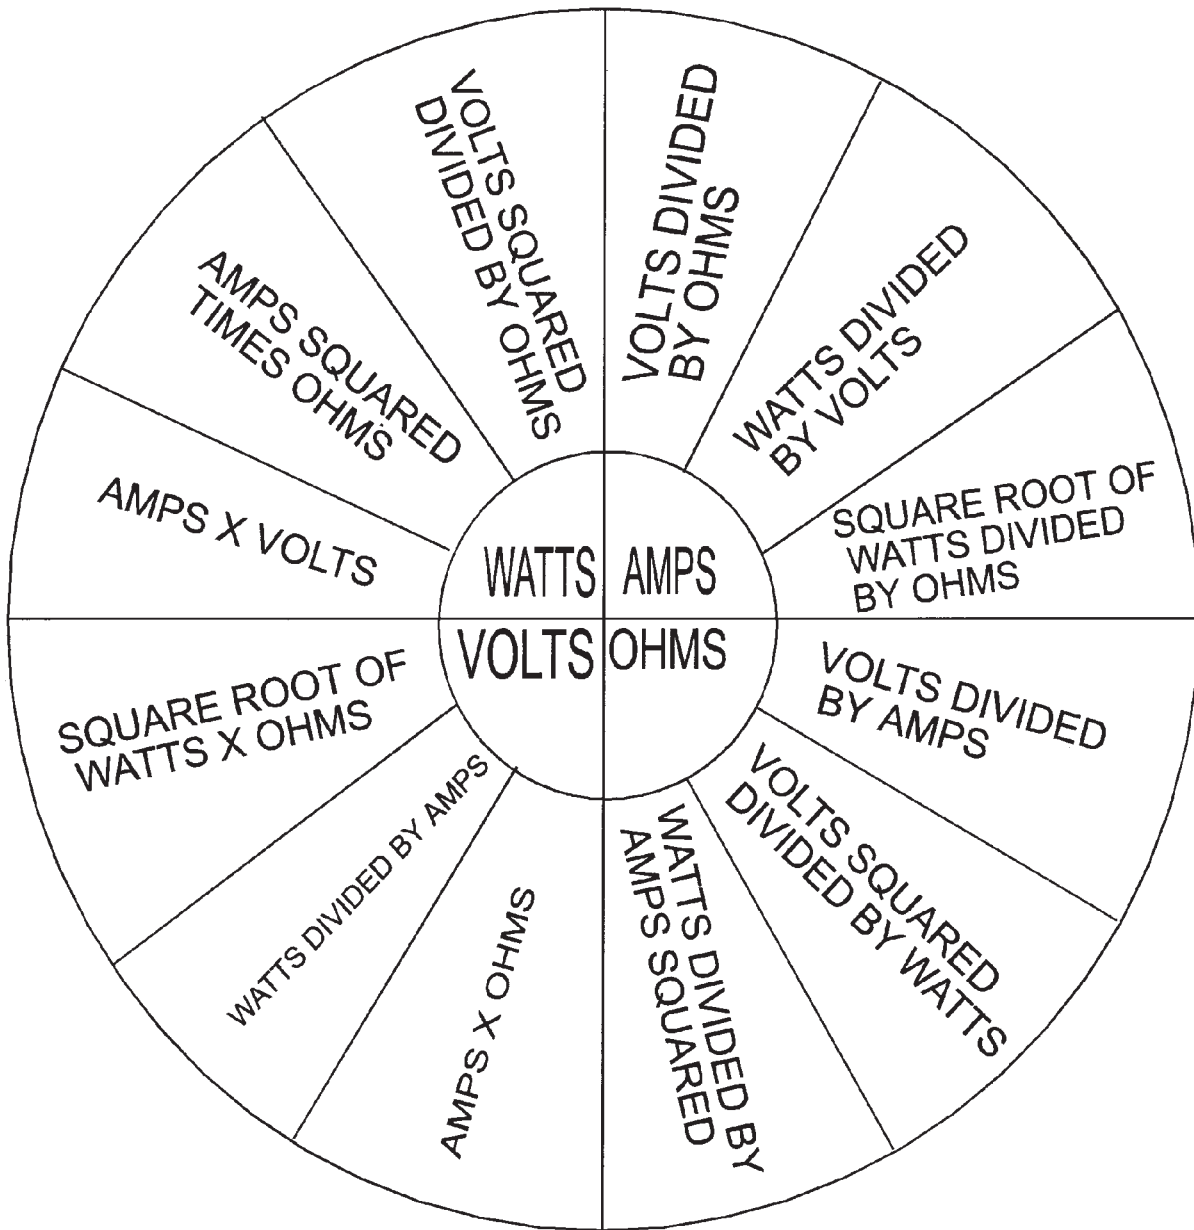 VOLTS SQUARED
DIVIDED BY OHMS
VOLTS DIVIDED
BY OHMS
WATTS DIVIDED
BY VOLTS
SQUARE ROOT OF
WATTS DIVIDED
BY OHMS
AMPS SQUARED
TIMES OHMS
AMPS X VOLTS
WATTS
AMPS
VOLTS
OHMS
SQUARE ROOT OF
WATTS X OHMS
WATTS DIVIDED BY AMPS
AMPS X OHMS
WATTS DIVIDED BY
AMPS SQUARED
VOLTS SQUARED
DIVIDED BY WATTS
VOLTS DIVIDED
BY AMPS